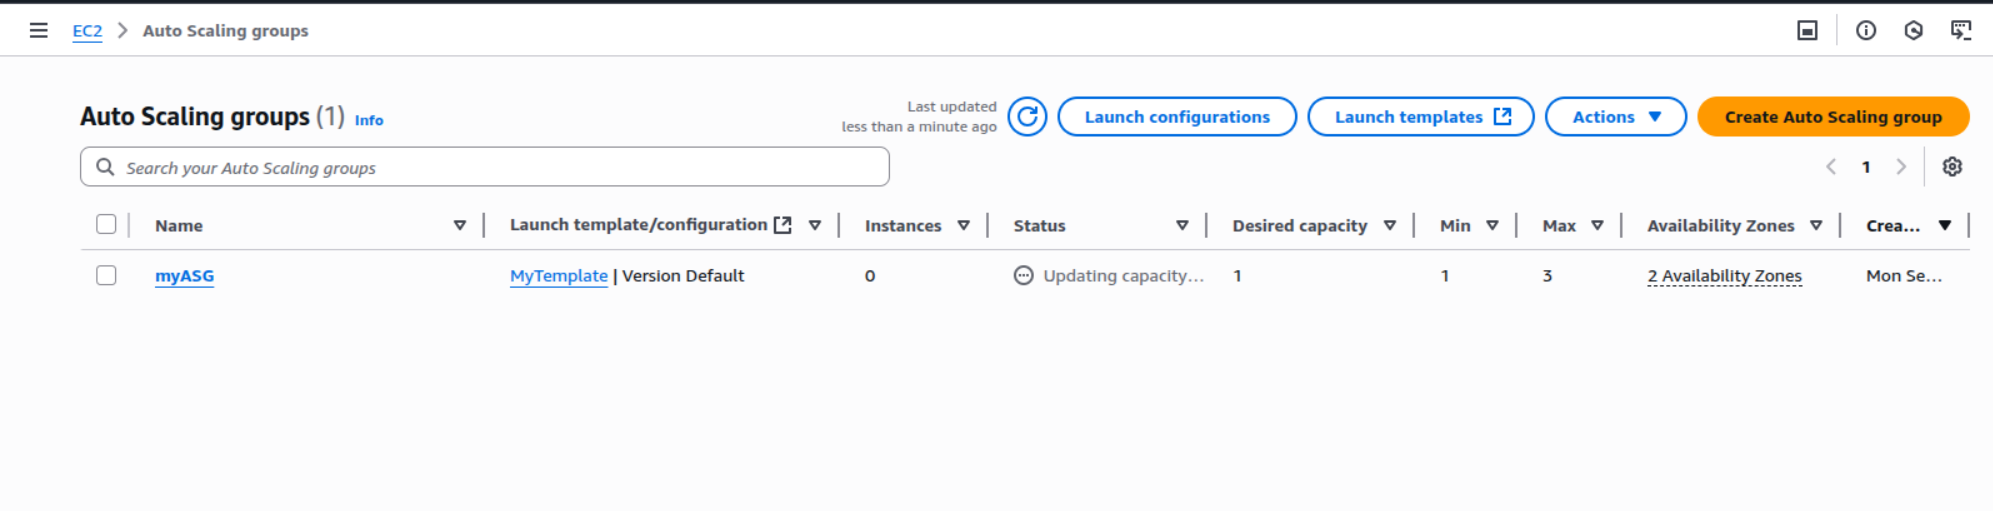 EC2 > Auto Scaling groups
Auto Scaling groups (1) Info
Last updated
less than a minute ago
Launch configurations
Launch templates
Actions
Create Auto Scaling group
Search your Auto Scaling groups
1
Name Launch template/configuration Instances Status Desired capacity Min Max Availability Zones Crea...
myASG MyTemplate | Version Default 0 Updating capacity... 1 1 3 2 Availability Zones Mon Se...